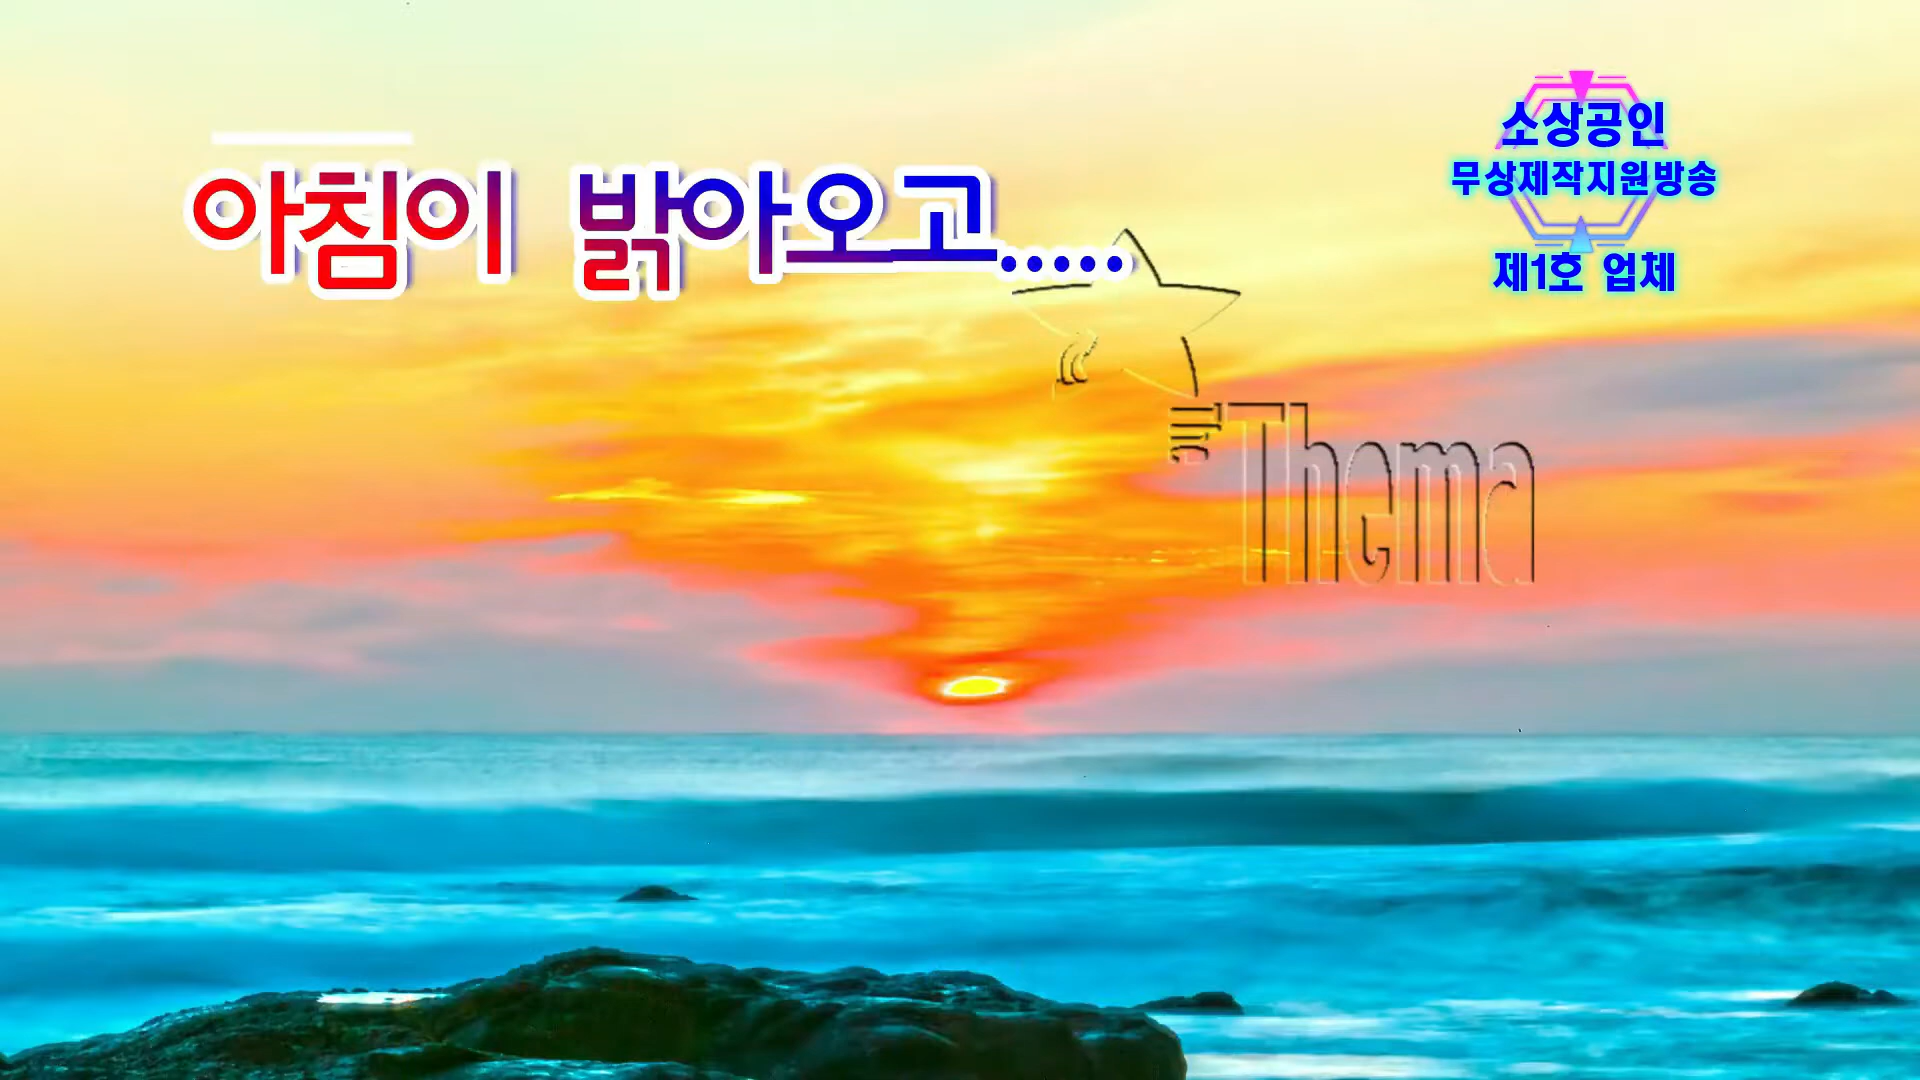 아침이 밝아오고.....
소상공인
무상제작지원방송
제1호 업체
Thema